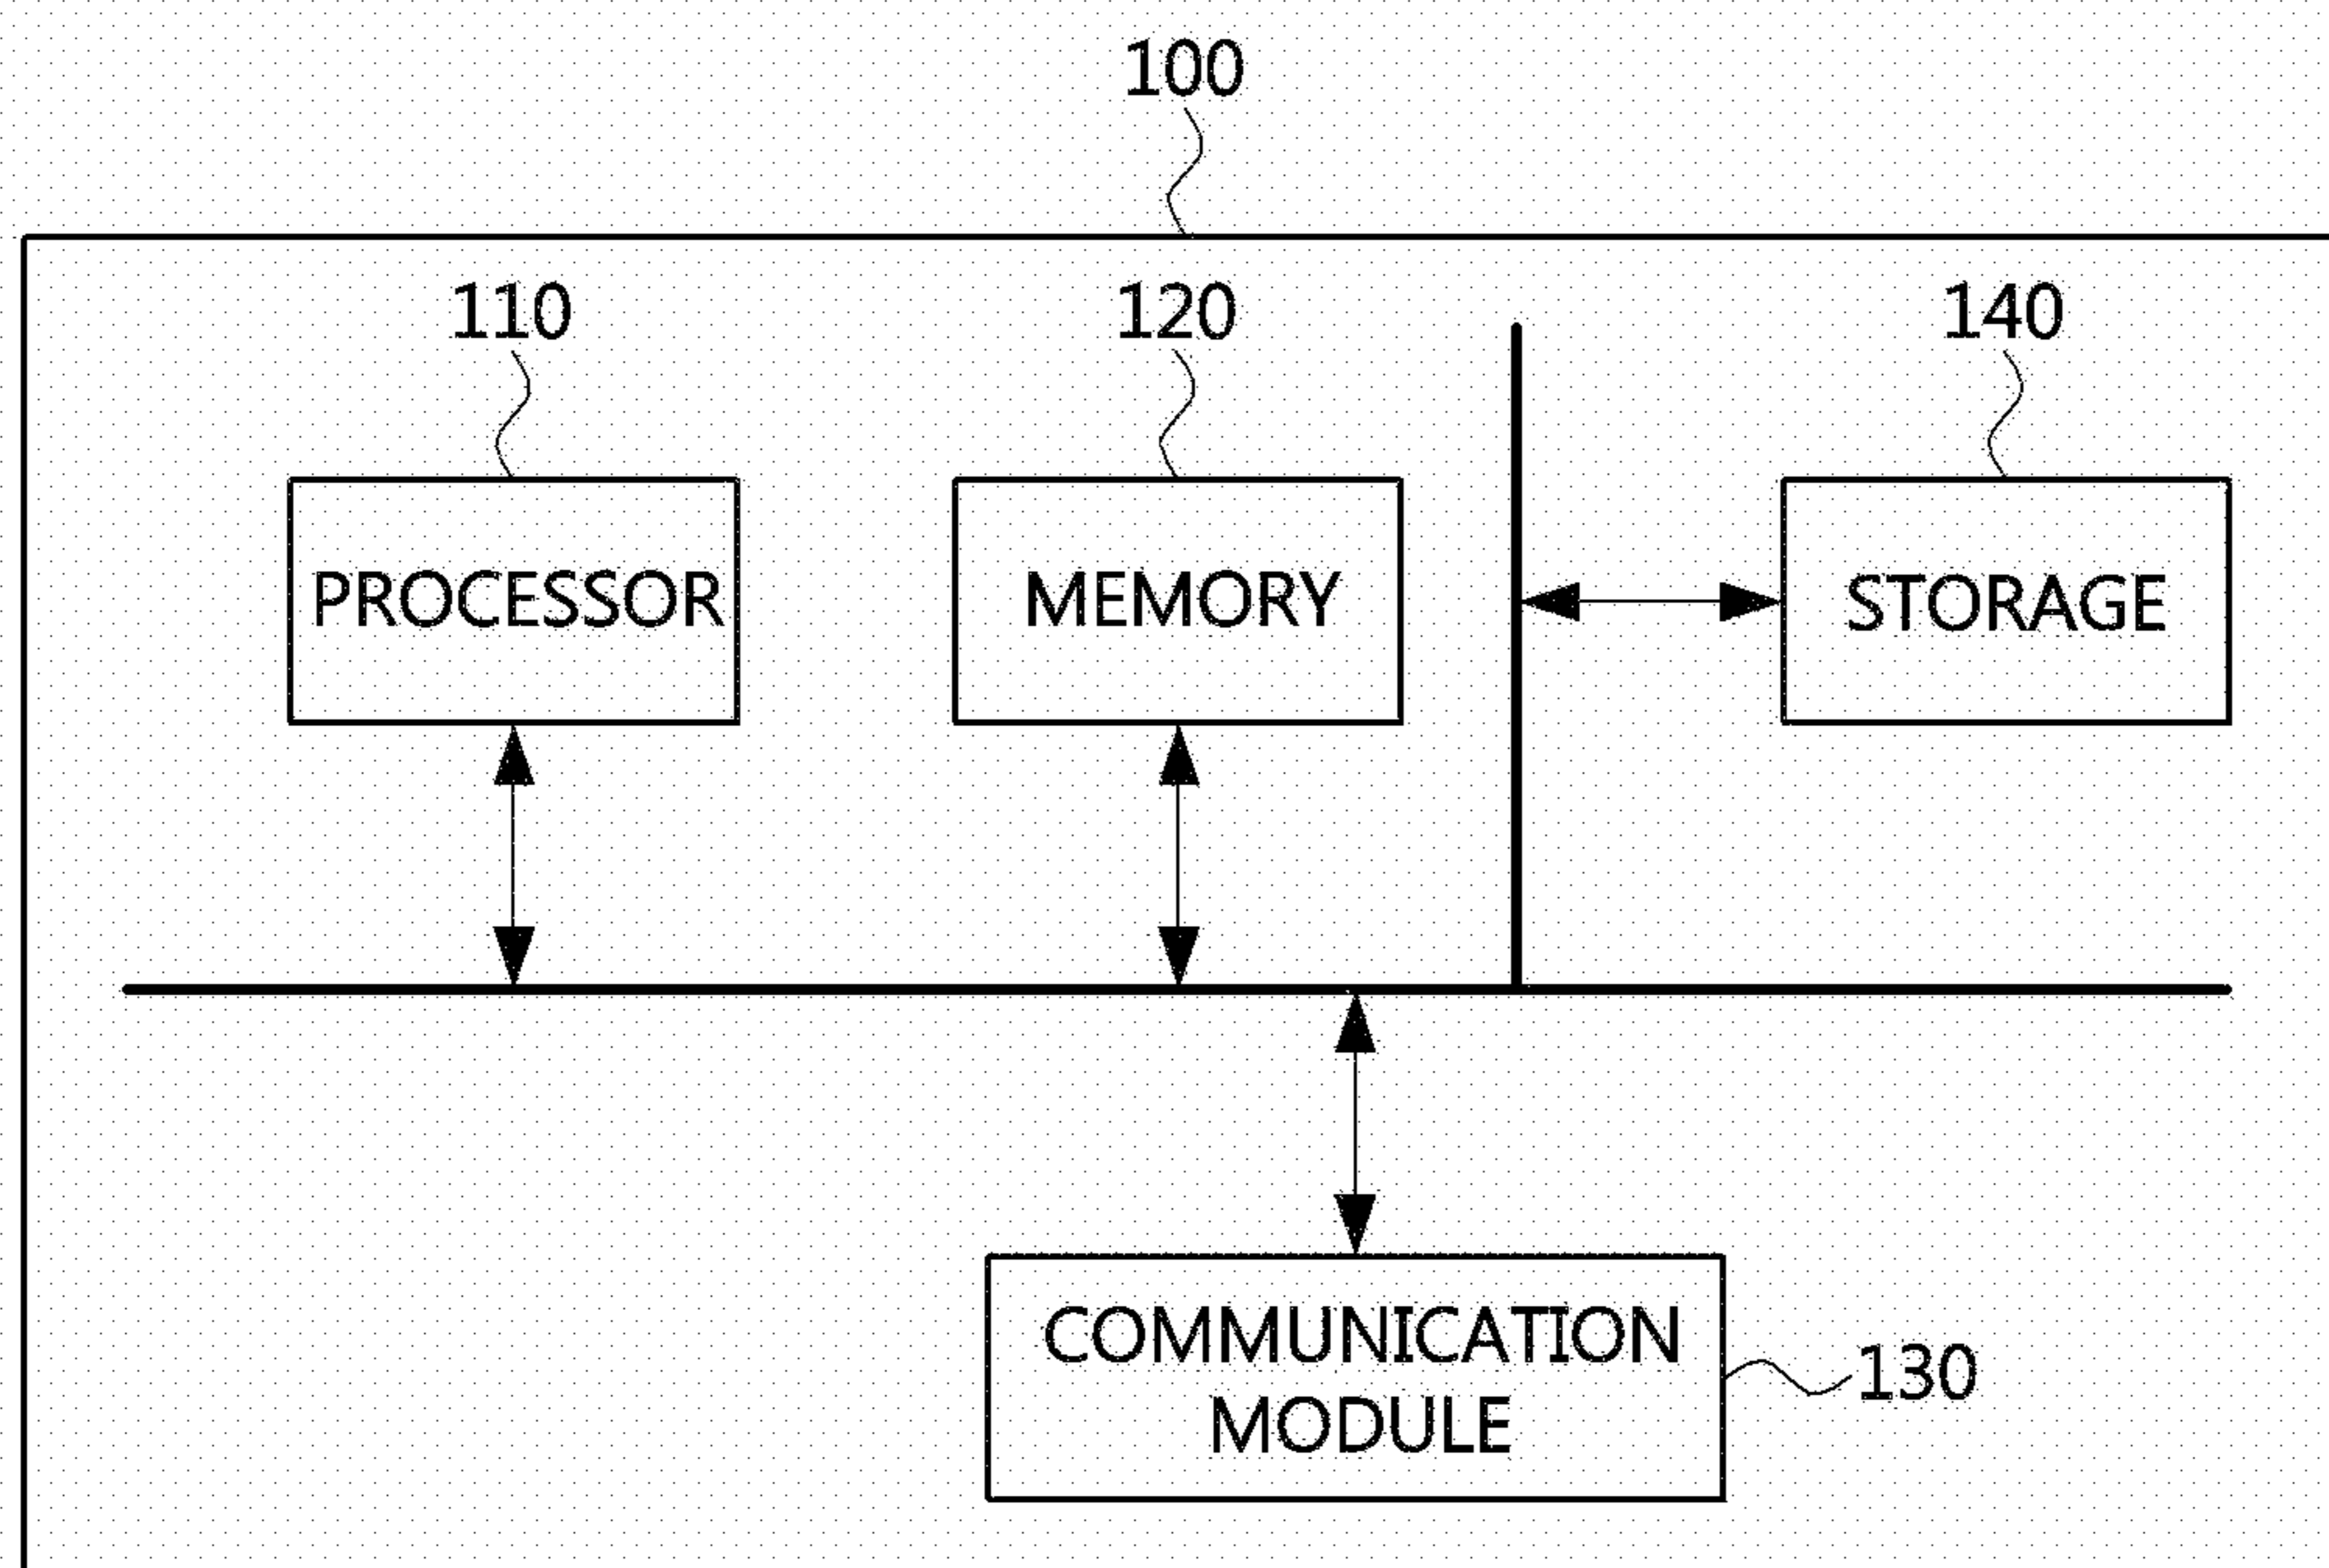 100
110
120
140
PROCESSOR
MEMORY
STORAGE
COMMUNICATION
MODULE
130